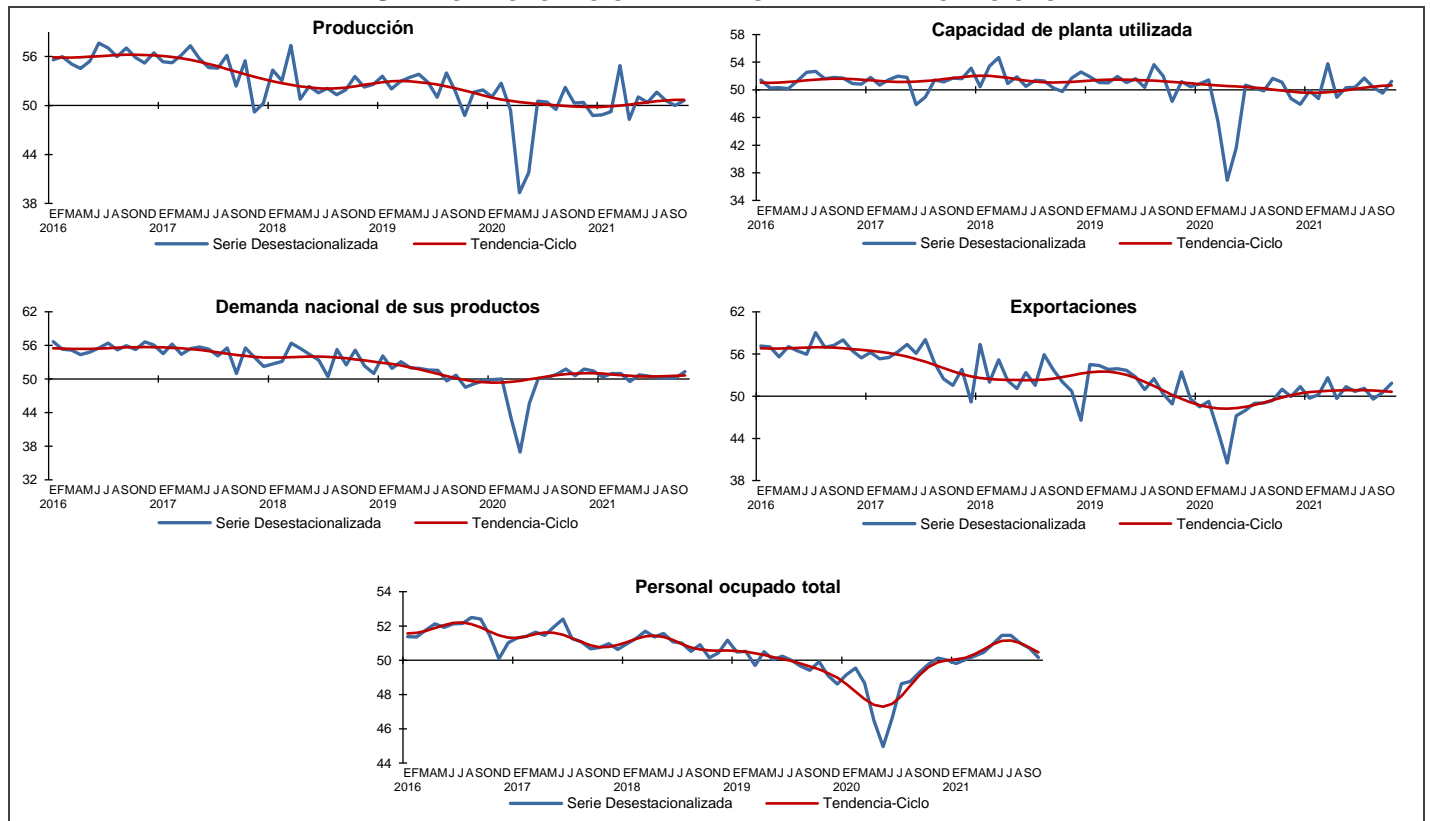 Producción
56
50
44
38
EFMAMJ JASOND EFMAMJ JASOND EFMAMJ JASOND EFMAMJ JASOND EFMAMJ JASOND EFMAMJ JASO
2016 2017 2018 2019 2020 2021
Serie Desestacionalizada Tendencia-Ciclo
Capacidad de planta utilizada
58
54
50
46
42
38
34
EFMAMJ JASOND EFMAMJ JASOND EFMAMJ JASOND EFMAMJ JASOND EFMAMJ JASOND EFMAMJ JASO
2016 2017 2018 2019 2020 2021
Serie Desestacionalizada Tendencia-Ciclo
Demanda nacional de sus productos
62
56
50
44
38
32
EFMAMJ JASOND EFMAMJ JASOND EFMAMJ JASOND EFMAMJ JASOND EFMAMJ JASOND EFMAMJ JASO
2016 2017 2018 2019 2020 2021
Serie Desestacionalizada Tendencia-Ciclo
Exportaciones
62
56
50
44
38
EFMAMJ JASOND EFMAMJ JASOND EFMAMJ JASOND EFMAMJ JASOND EFMAMJ JASOND EFMAMJ JASO
2016 2017 2018 2019 2020 2021
Serie Desestacionalizada Tendencia-Ciclo
Personal ocupado total
54
52
50
48
46
44
EFMAMJ JASOND EFMAMJ JASOND EFMAMJ JASOND EFMAMJ JASOND EFMAMJ JASOND EFMAMJ JASO
2016 2017 2018 2019 2020 2021
Serie Desestacionalizada Tendencia-Ciclo